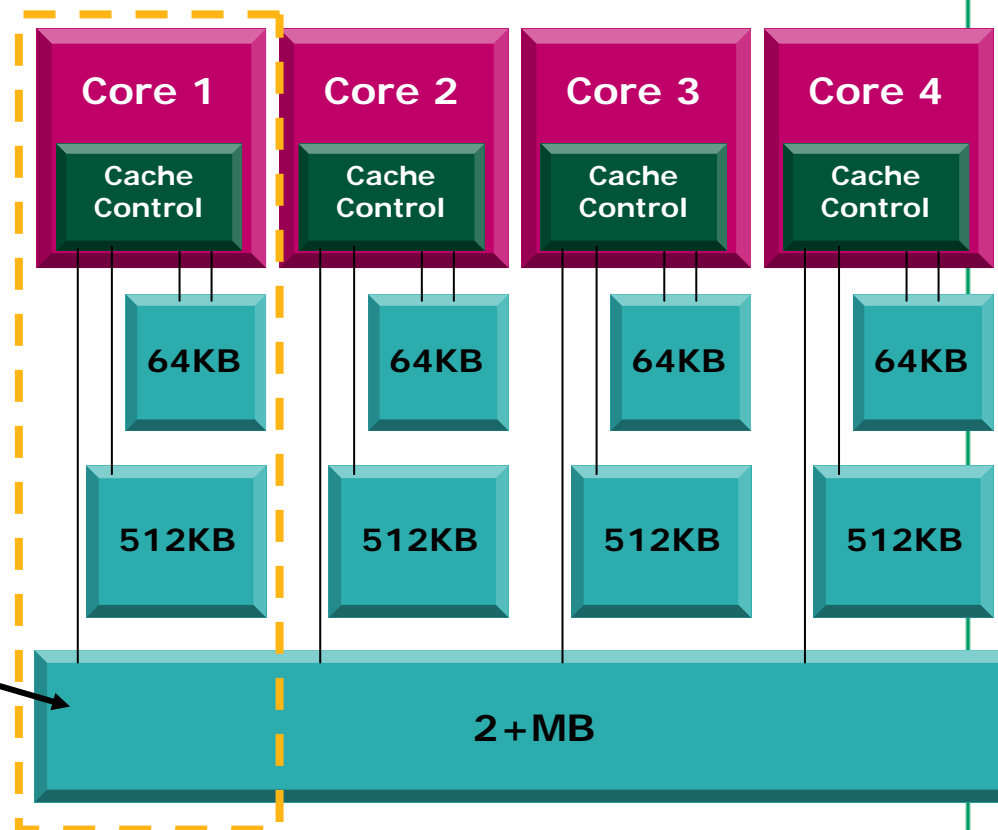 Core 1
Core 2
Core 3
Core 4
Cache
Control
Cache
Control
Cache
Control
Cache
Control
64KB
64KB
64KB
64KB
512KB
512KB
512KB
512KB
2+MB